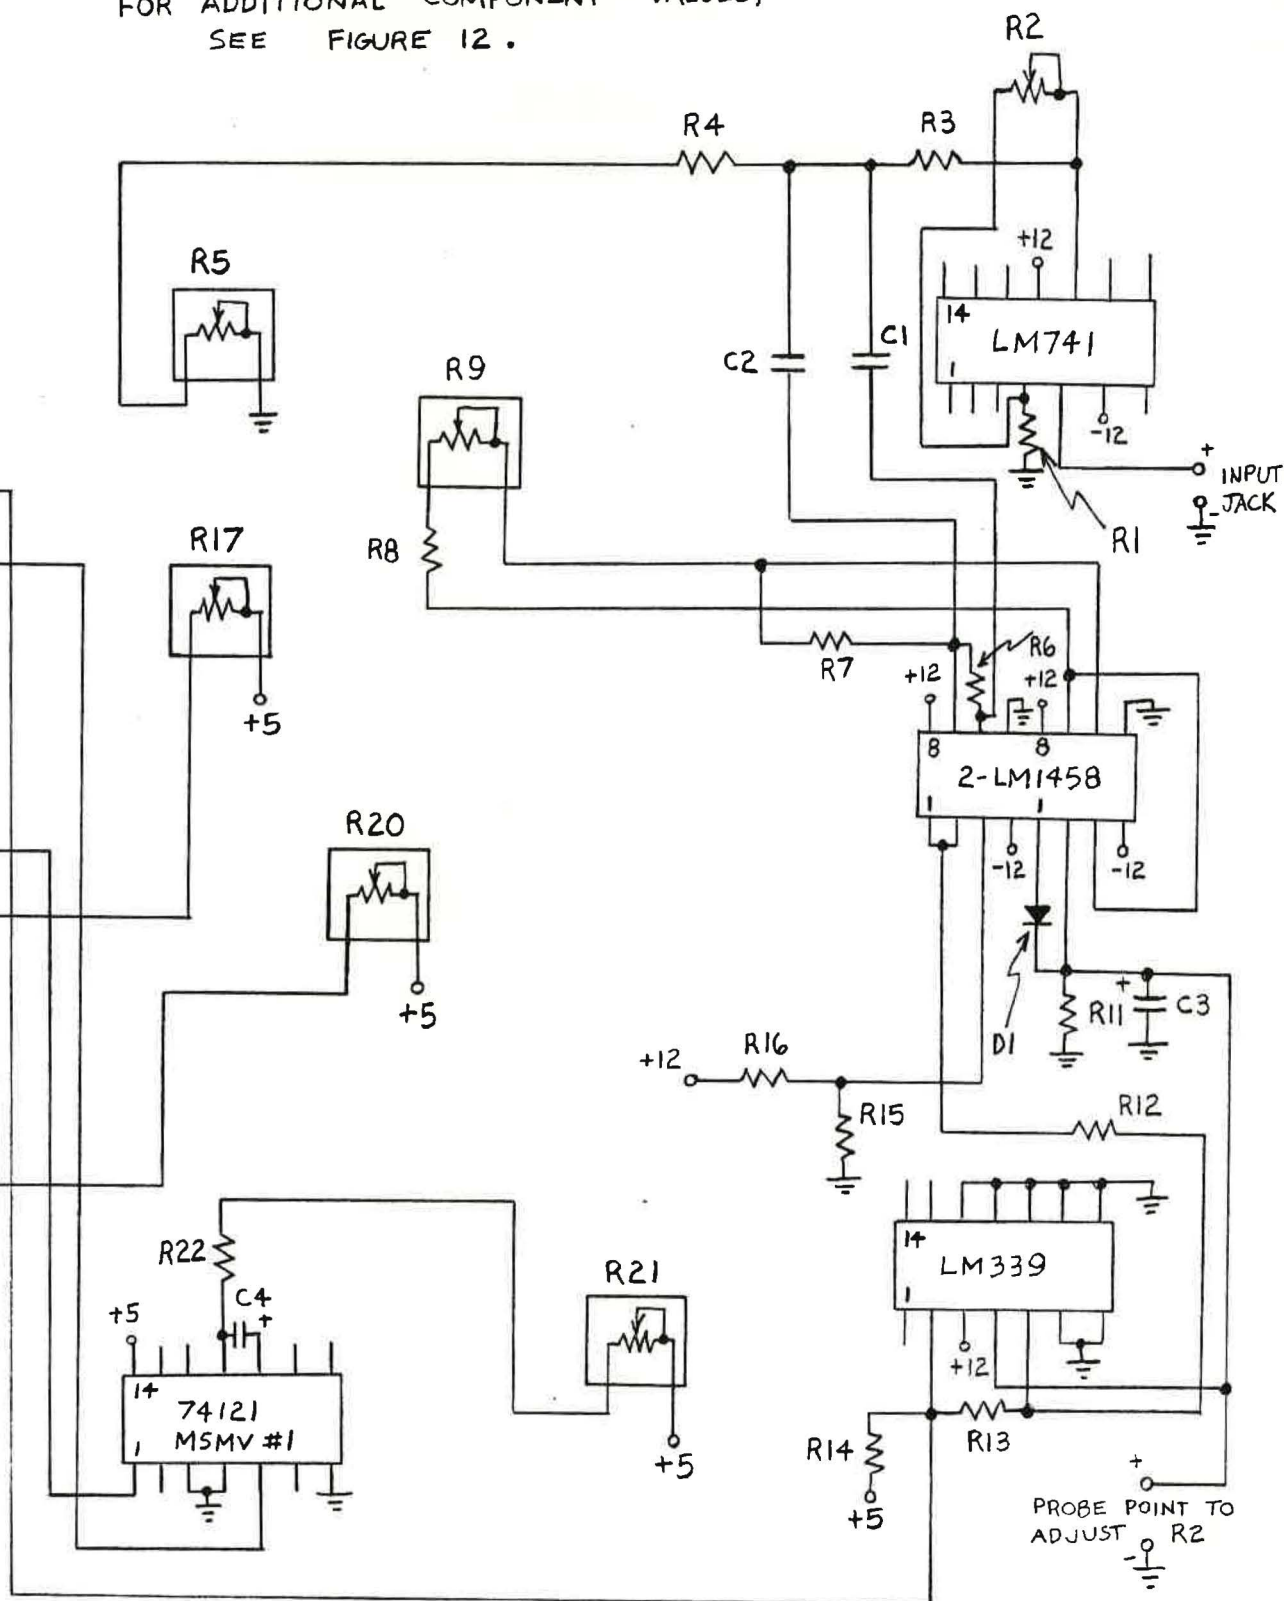 FOR ADDITIONAL COMPONENT VALUES,
SEE FIGURE 12.
R2
R4
R3
R5
+12
14
LM741
1
C2
C1
R9
-12
+
INPUT
JACK
-
R1
R17
R8
+5
R7
R6
+12
+12
8
8
2-LM1458
1
1
R20
-12
-12
+5
D1
R11
+
C3
+12
R16
R15
R12
R22
14
LM339
1
R21
+5
C4
+
14
74121
MSMV #1
1
+12
+5
R14
R13
+5
+
PROBE POINT TO
ADJUST R2
-